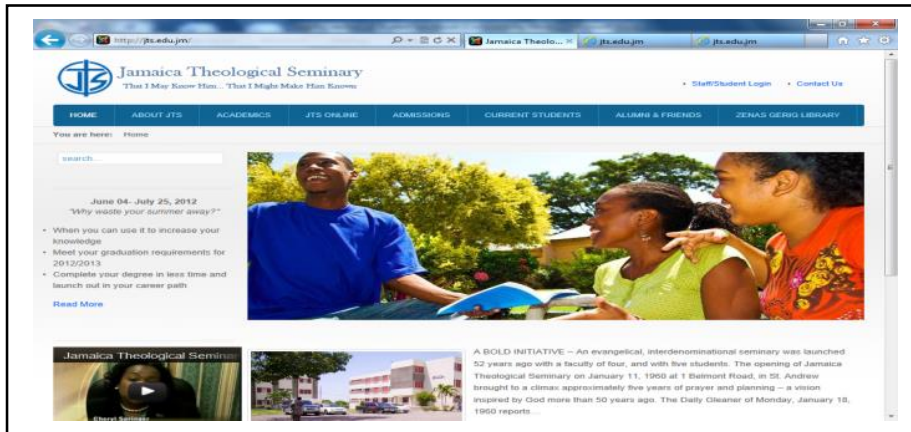 http://jts.edu.jm/
Jamaica Theolo...
jts.edu.jm
jts.edu.jm
Jamaica Theological Seminary
That I May Know Him... That I Might Make Him Known
Staff/Student Login
Contact Us
HOME
ABOUT JTS
ACADEMICS
JTS ONLINE
ADMISSIONS
CURRENT STUDENTS
ALUMNI & FRIENDS
ZENAS GERIG LIBRARY
You are here: Home
search...
June 04- July 25, 2012
"Why waste your summer away?"
When you can use it to increase your
knowledge
Meet your graduation requirements for
2012/2013
Complete your degree in less time and
launch out in your career path
Read More
Jamaica Theological Seminar
A BOLD INITIATIVE – An evangelical, interdenominational seminary was launched
52 years ago with a faculty of four, and with five students. The opening of Jamaica
Theological Seminary on January 11, 1960 at 1 Belmont Road, in St. Andrew
brought to a climax approximately five years of prayer and planning – a vision
inspired by God more than 50 years ago. The Daily Gleaner of Monday, January 18,
1960 reports...